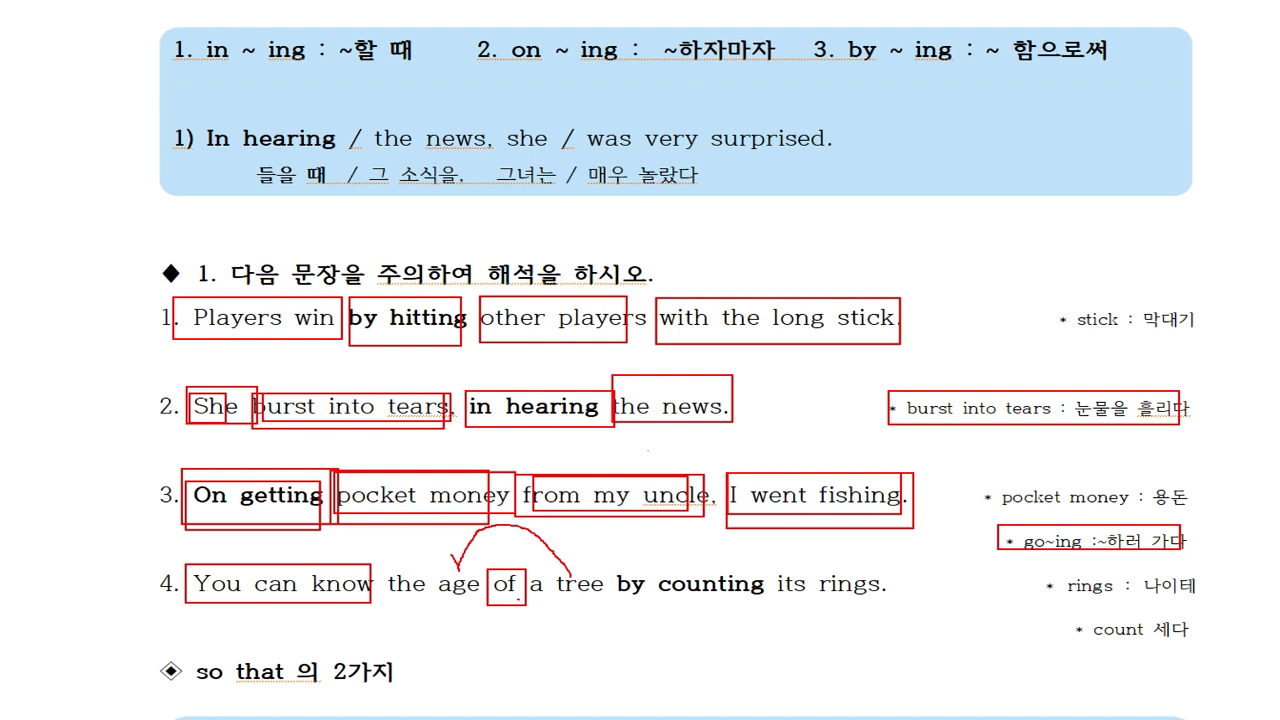 1. in ~ ing : ~할 때 2. on ~ ing : ~하자마자 3. by ~ ing : ~ 함으로써
1) In hearing / the news, she / was very surprised.
들을 때 / 그 소식을. 그녀는 / 매우 놀랐다
◆ 1. 다음 문장을 주의하여 해석을 하시오.
1. Players win by hitting other players with the long stick. * stick : 막대기
2. She burst into tears, in hearing the news. * burst into tears : 눈물을 흘리다
3. On getting pocket money from my uncle, I went fishing. * pocket money : 용돈
* go~ing :~하러 가다
4. You can know the age of a tree by counting its rings. * rings : 나이테
* count 세다
◈ so that 의 2가지